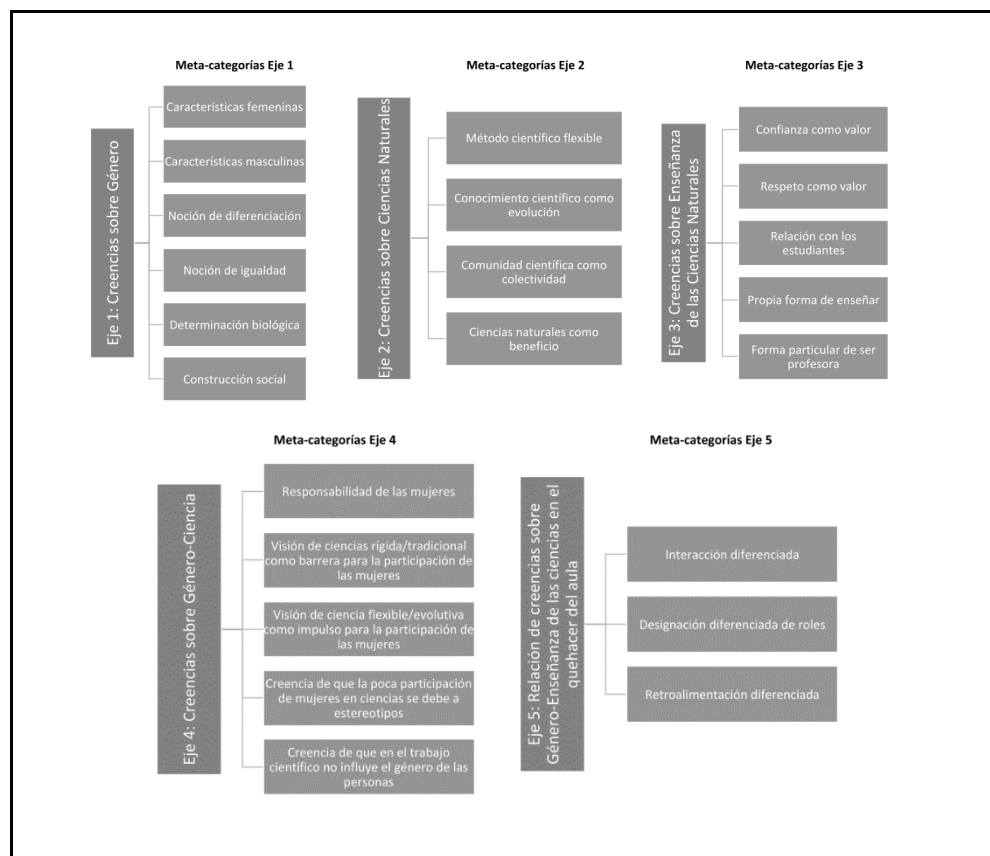 Meta-categorías Eje 1
Eje 1: Creencias sobre Género
Características femeninas
Características masculinas
Noción de diferenciación
Noción de igualdad
Determinación biológica
Construcción social
Meta-categorías Eje 2
Eje 2: Creencias sobre Ciencias Naturales
Método científico flexible
Conocimiento científico como
evolución
Comunidad científica como
colectividad
Ciencias naturales como
beneficio
Meta-categorías Eje 3
Eje 3: Creencias sobre Enseñanza
de las Ciencias Naturales
Confianza como valor
Respeto como valor
Relación con los
estudiantes
Propia forma de enseñar
Forma particular de ser
profesora
Meta-categorías Eje 4
Eje 4: Creencias sobre Género-Ciencia
Responsabilidad de las mujeres
Visión de ciencias rígida/tradicional
como barrera para la participación de
las mujeres
Visión de ciencia flexible/evolutiva
como impulso para la participación de
las mujeres
Creencia de que la poca participación
de mujeres en ciencias se debe a
estereotipos
Creencia de que en el trabajo
científico no influye el género de las
personas
Meta-categorías Eje 5
Eje 5: Relación de creencias sobre
Género-Enseñanza de las ciencias en el
quehacer del aula
Interacción diferenciada
Designación diferenciada de roles
Retroalimentación diferenciada